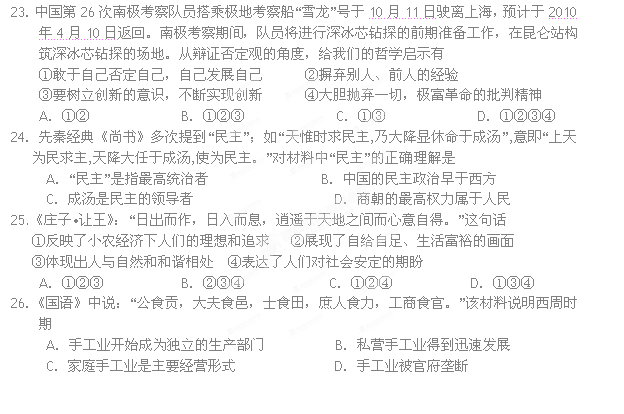 23. 中国第 26 次南极考察队员搭乘极地考察船“雪龙”号于 10 月 11 日驶离上海，预计于 2010
年 4 月 10 日返回。南极考察期间，队员将进行深冰芯钻探的前期准备工作，在昆仑站构
筑深冰芯钻探的场地。从辩证否定观的角度，给我们的哲学启示有
①敢于自己否定自己，自己发展自己 ②摒弃别人、前人的经验
③要树立创新的意识，不断实现创新 ④大胆抛弃一切，极富革命的批判精神
A. ①② B. ①②③ C. ①③ D. ①②③④
24. 先秦经典《尚书》多次提到“民主”；如“天惟时求民主,乃大降显休命于成汤”,意即“上天
为民求主,天降大任于成汤,使为民主。”对材料中“民主”的正确理解是
A. “民主”是指最高统治者 B. 中国的民主政治早于西方
C. 成汤是民主的领导者 D. 商朝的最高权力属于人民
25.《庄子•让王》：“日出而作，日入而息，逍遥于天地之间而心意自得。”这句话
①反映了小农经济下人们的理想和追求 ②展现了自给自足、生活富裕的画面
③体现出人与自然和和谐相处 ④表达了人们对社会安定的期盼
A. ①②③ B. ②③④ C. ①②④ D. ①③④
26.《国语》中说：“公食贡，大夫食邑，士食田，庶人食力，工商食官。”该材料说明西周时
期
A. 手工业开始成为独立的生产部门 B. 私营手工业得到迅速发展
C. 家庭手工业是主要经营形式 D. 手工业被官府垄断